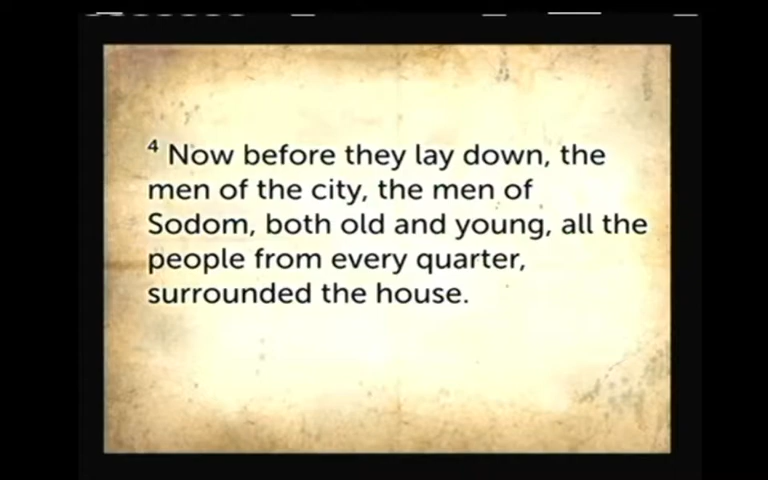 4 Now before they lay down, the
men of the city, the men of
Sodom, both old and young, all the
people from every quarter,
surrounded the house.